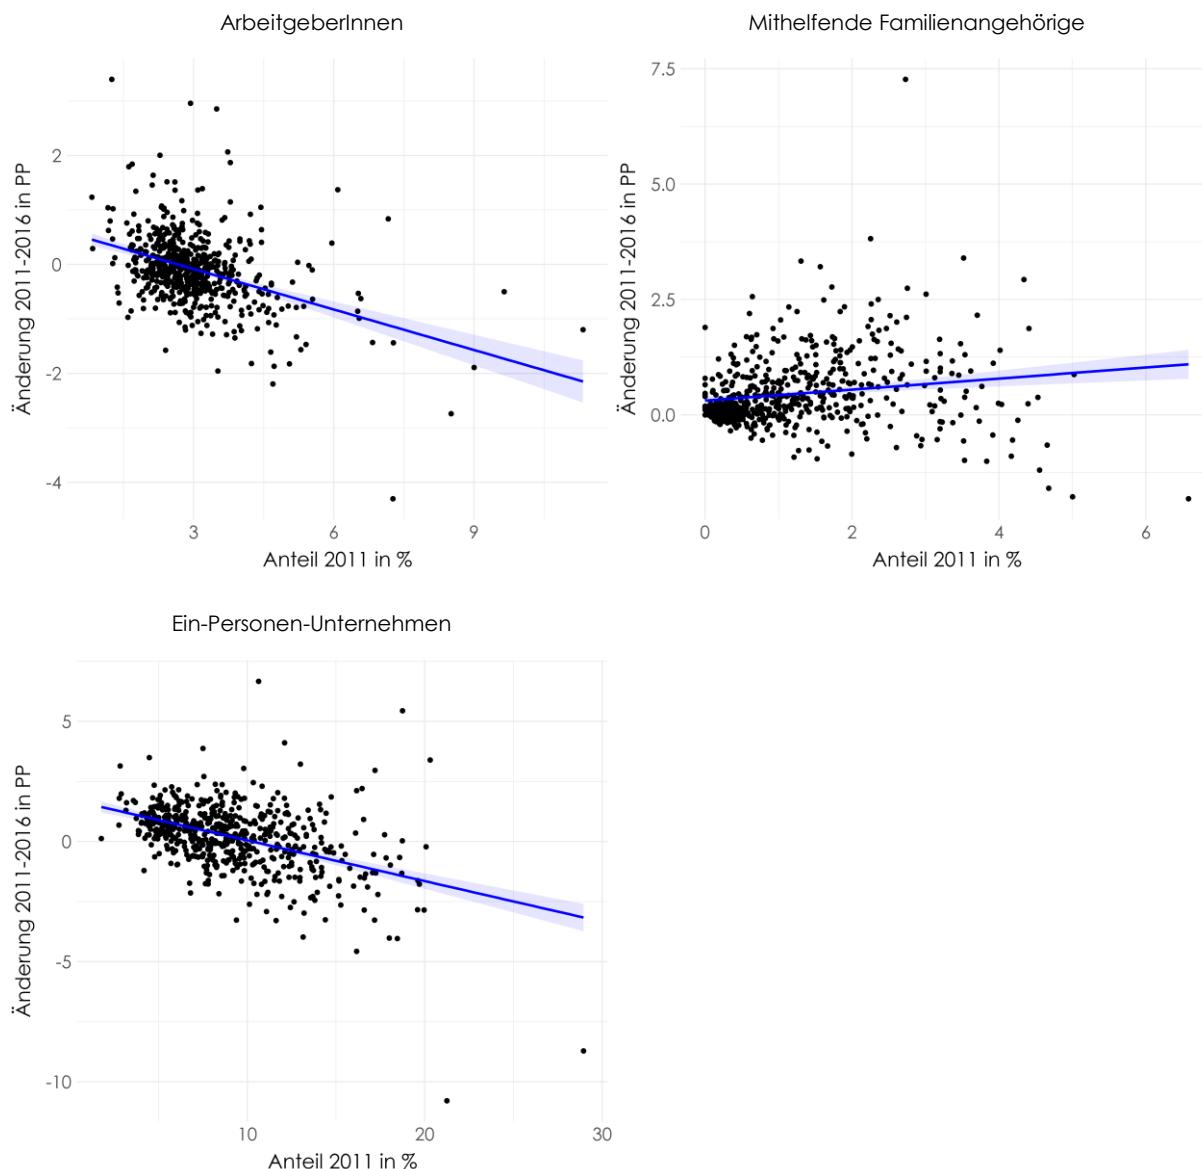 ArbeitgeberInnen
Änderung 2011-2016 in PP
2
0
-2
-4
3 6 9
Anteil 2011 in %
Mithelfende Familienangehörige
Änderung 2011-2016 in PP
7.5
5.0
2.5
0.0
0 2 4 6
Anteil 2011 in %
Ein-Personen-Unternehmen
Änderung 2011-2016 in PP
5
0
-5
-10
10 20 30
Anteil 2011 in %